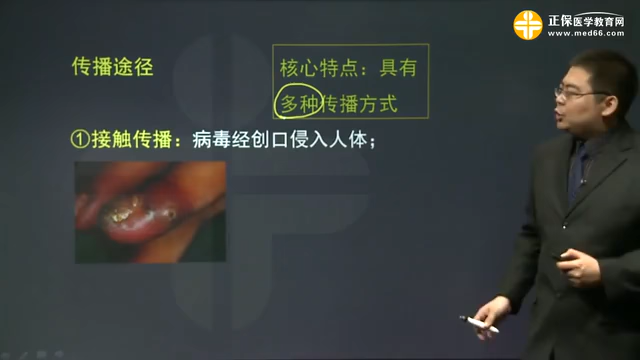 正保医学教育网
www.med66.com
传播途径
核心特点：具有
多种传播方式
①接触传播：病毒经创口侵入人体；